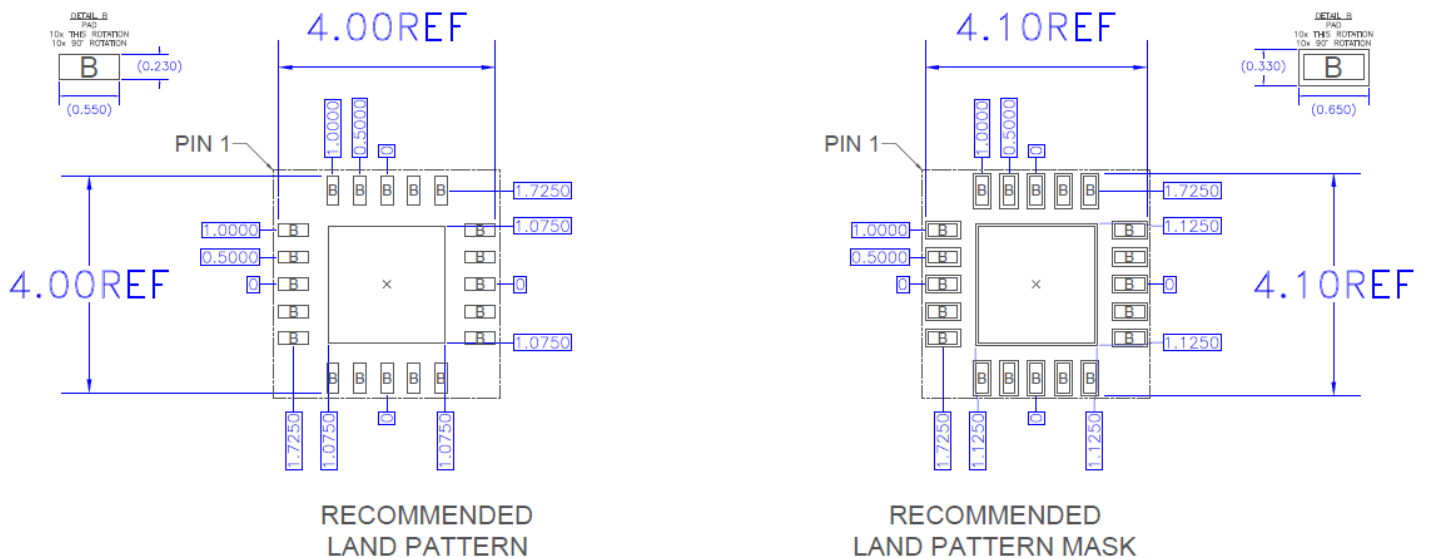 DETAIL B
PAD
10x THIS ROTATION
10x 90° ROTATION
B
(0.230)
(0.550)
4.00REF
PIN 1
1.0000
0.5000
0
B B B B B
1.7250
1.0000
B
B
1.0750
0.5000
B
B
4.00REF
0
B
B
0
B
B
B
B
1.0750
B B B B B
0
1.7250
1.0750
1.0750
RECOMMENDED
LAND PATTERN
4.10REF
DETAIL B
PAD
10x THIS ROTATION
10x 90° ROTATION
B
(0.330)
(0.650)
PIN 1
1.0000
0.5000
0
B B B B B
1.7250
1.0000
B
B
1.1250
0.5000
B
B
0
B
B
0
4.10REF
B
B
B
B
1.1250
B B B B B
0
1.7250
1.1250
1.1250
RECOMMENDED
LAND PATTERN MASK